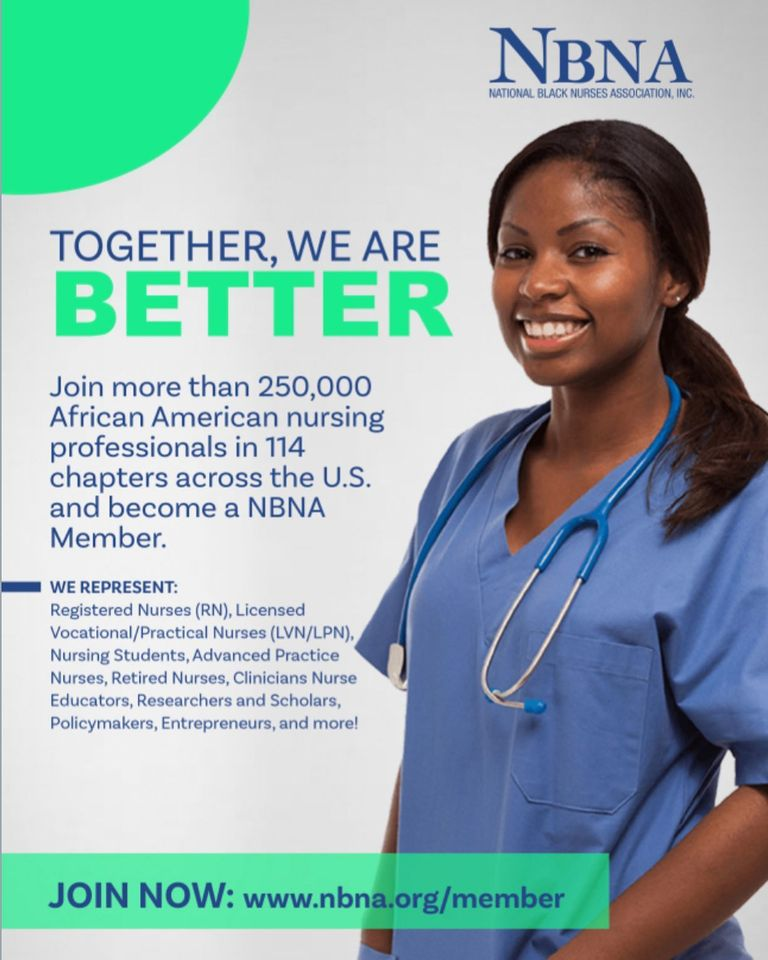 NBNA
NATIONAL BLACK NURSES ASSOCIATION, INC.
TOGETHER, WE ARE
BETTER
Join more than 250,000
African American nursing
professionals in 114
chapters across the U.S.
and become a NBNA
Member.
WE REPRESENT:
Registered Nurses (RN), Licensed
Vocational/Practical Nurses (LVN/LPN),
Nursing Students, Advanced Practice
Nurses, Retired Nurses, Clinicians Nurse
Educators, Researchers and Scholars,
Policymakers, Entrepreneurs, and more!
JOIN NOW: www.nbna.org/member